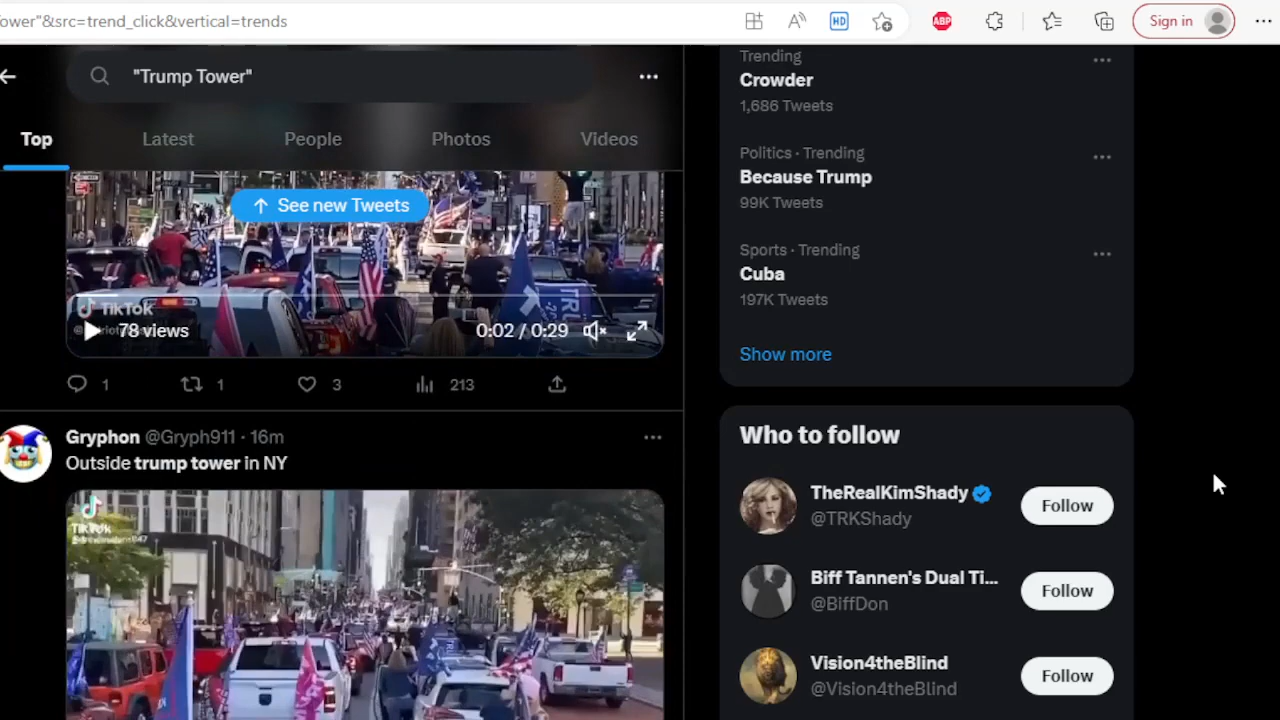 ower"&src=trend_click&vertical=trends
HD
ABP
Sign in
"Trump Tower"
Top
Latest
People
Photos
Videos
See new Tweets
TikTok
78 views
0:02 / 0:29
1
1
3
213
Gryphon @Gryph911 · 16m
Outside trump tower in NY
TikTok
Trending
Crowder
1,686 Tweets
Politics · Trending
Because Trump
99K Tweets
Sports · Trending
Cuba
197K Tweets
Show more
Who to follow
TheRealKimShady
@TRKShady
Follow
Biff Tannen's Dual Ti...
@BiffDon
Follow
Vision4theBlind
@Vision4theBlind
Follow